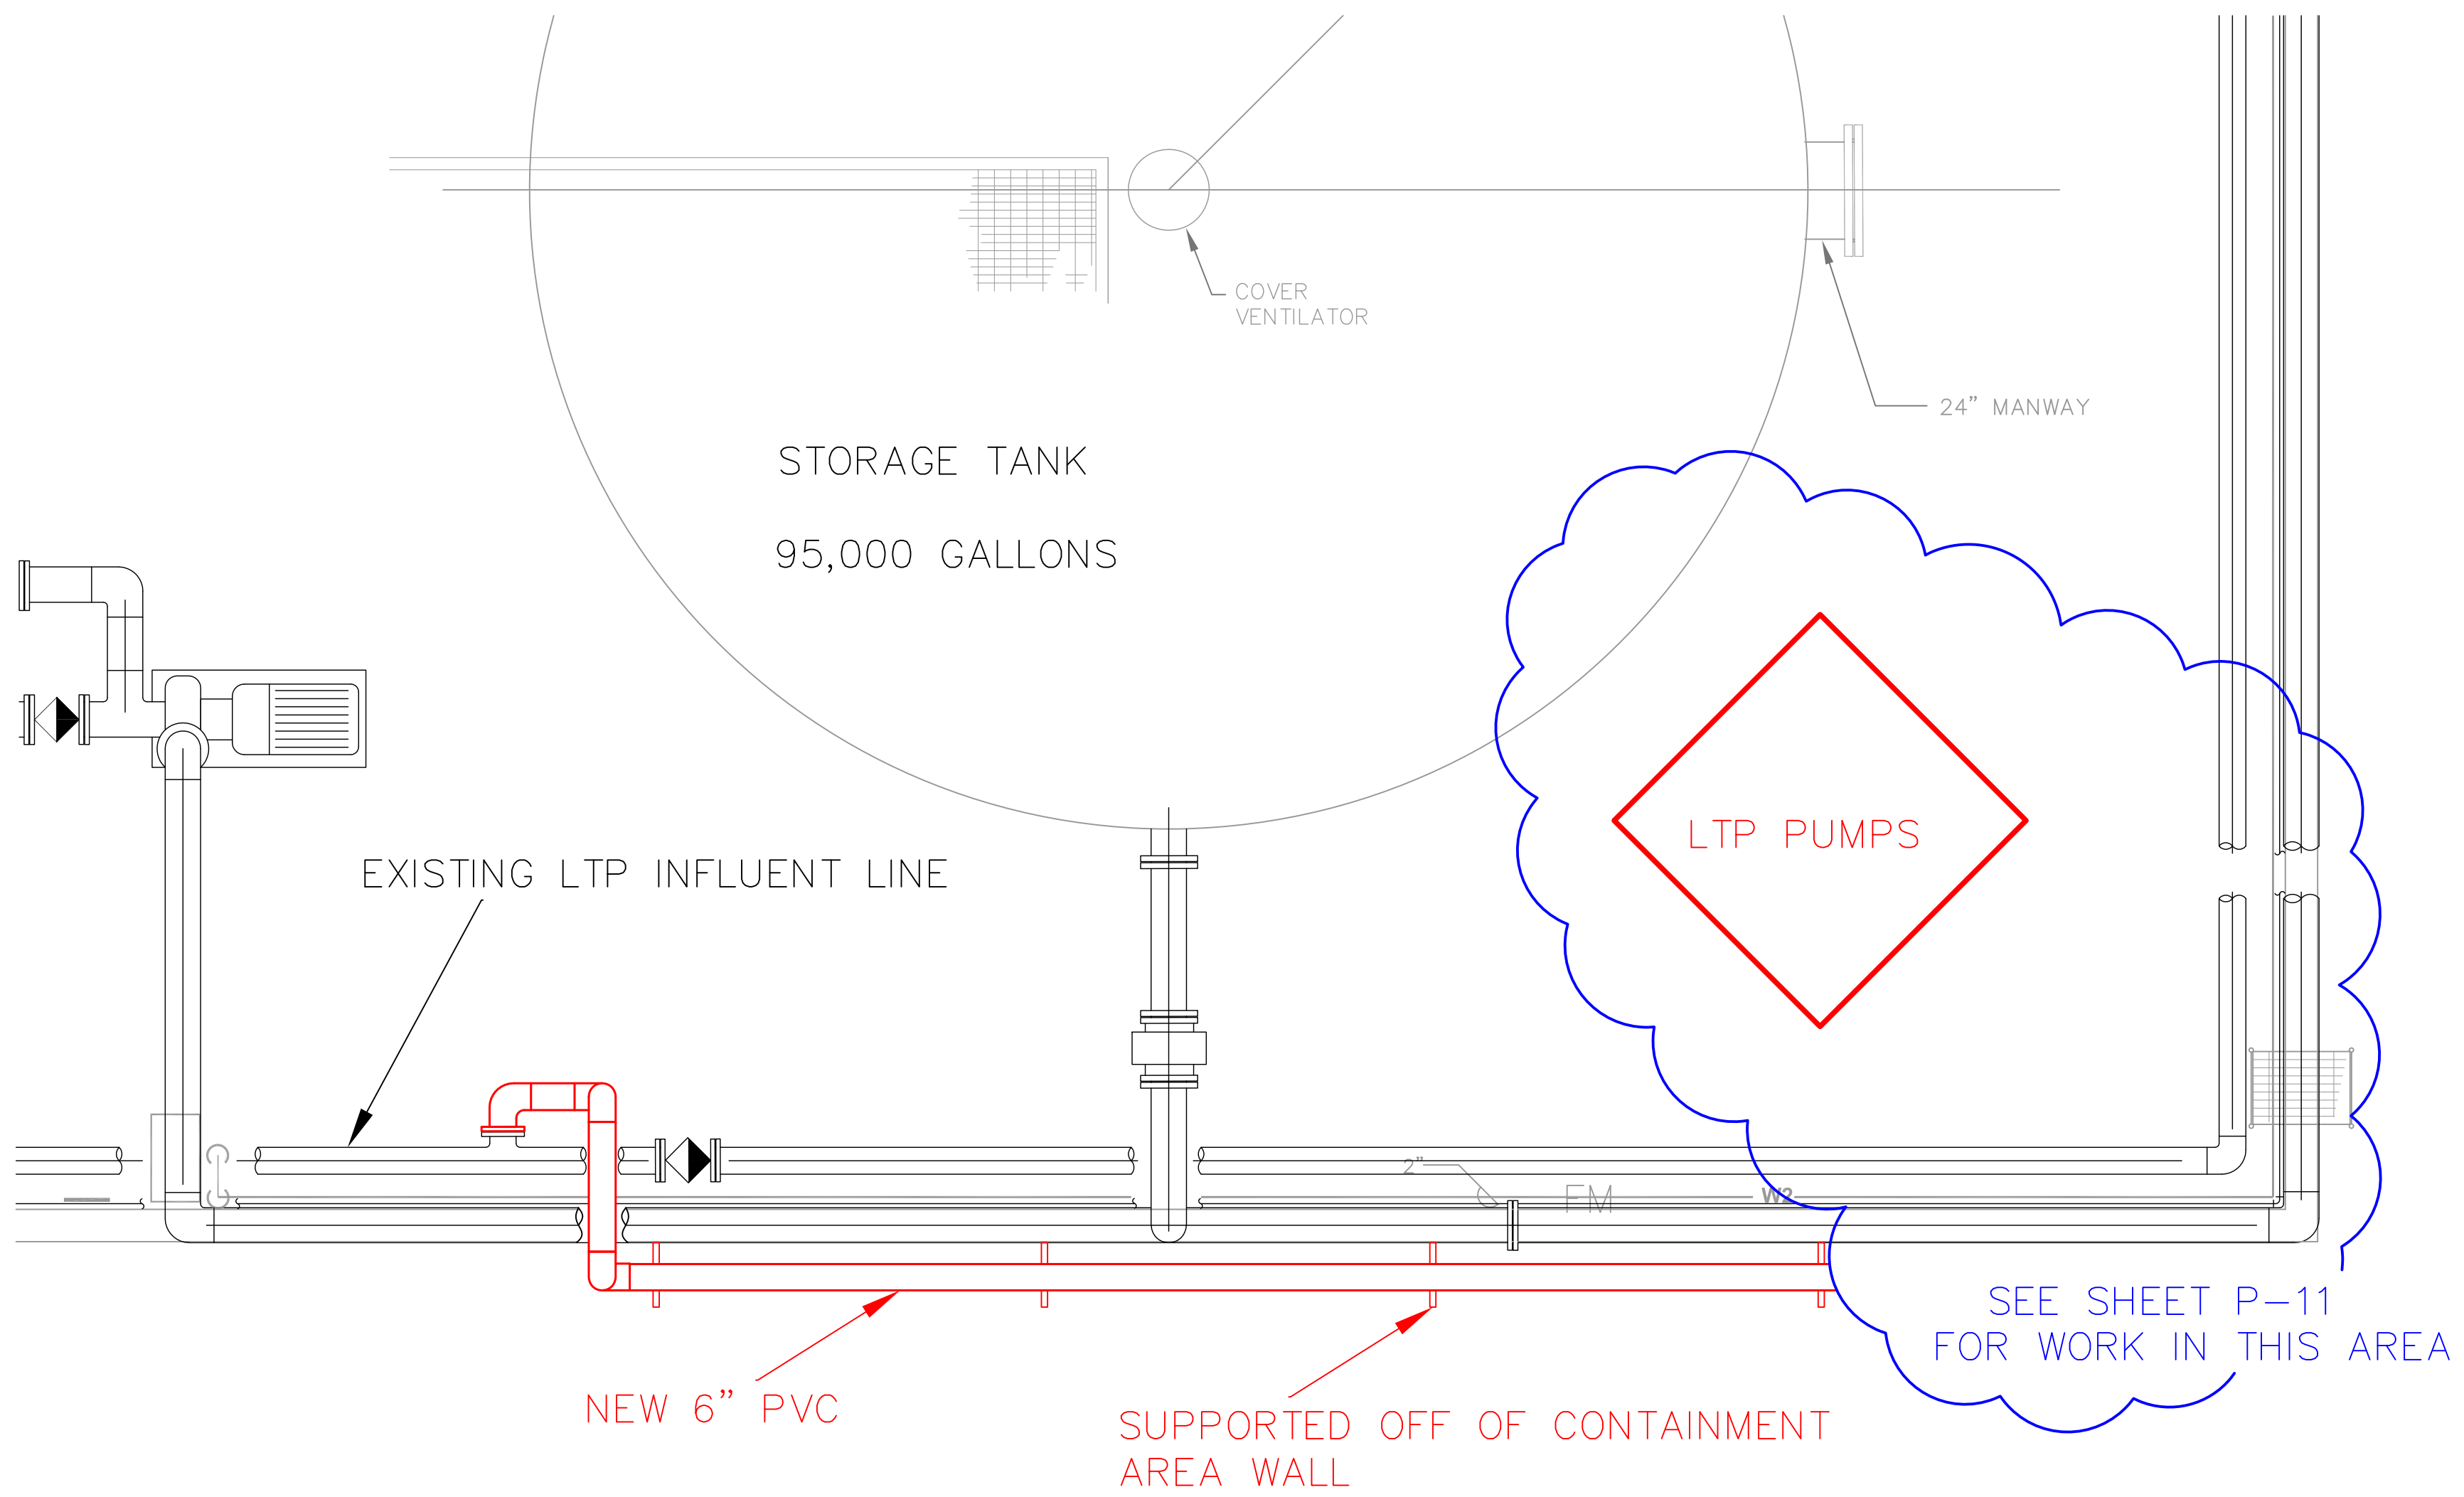 COVER
VENTILATOR
24" MANWAY
STORAGE TANK
95,000 GALLONS
LTP PUMPS
EXISTING LTP INFLUENT LINE
2"
FM
W2
SEE SHEET P-11
FOR WORK IN THIS AREA
NEW 6" PVC
SUPPORTED OFF OF CONTAINMENT
AREA WALL